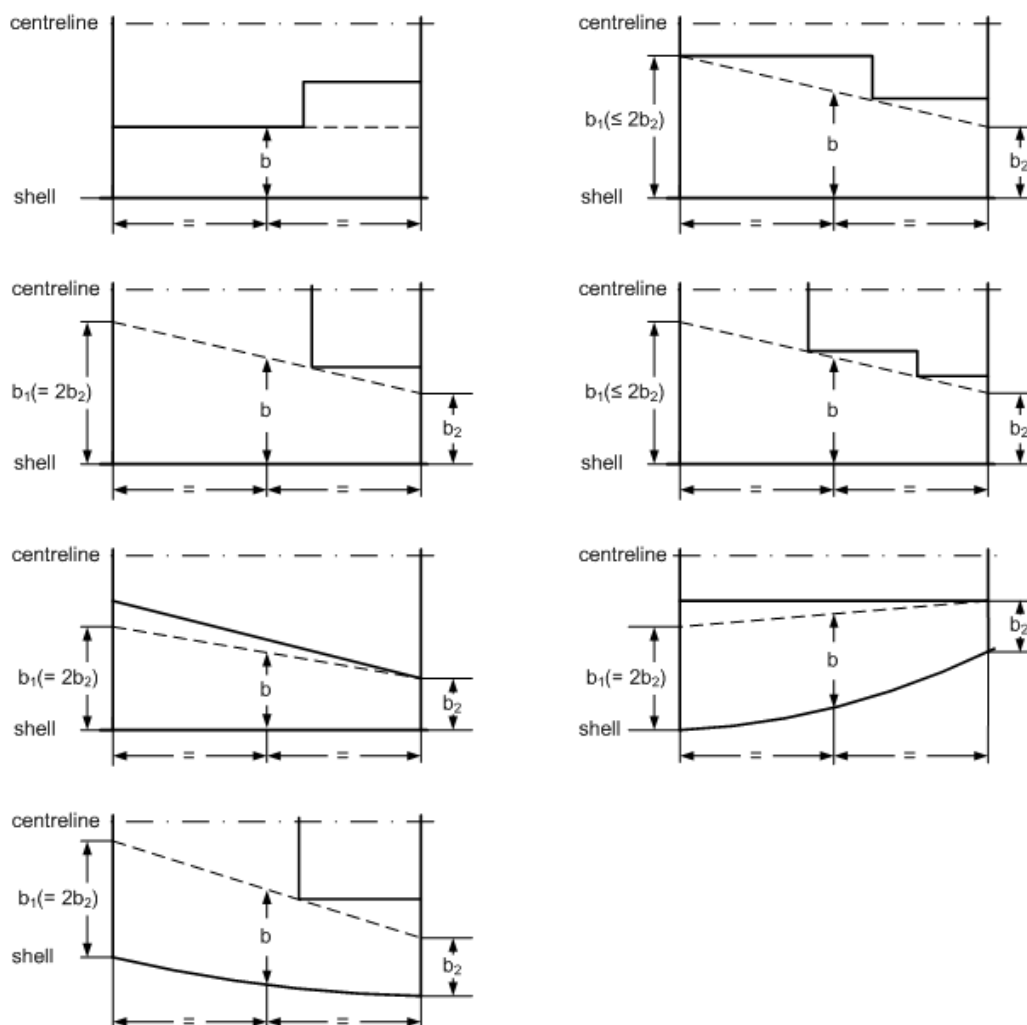 centreline
b
shell
= =
centreline
b₁(≤ 2b₂)
b
b₂
shell
= =
centreline
b₁(= 2b₂)
b
b₂
shell
= =
centreline
b₁(≤ 2b₂)
b
b₂
shell
= =
centreline
b₁(= 2b₂)
b
b₂
shell
= =
centreline
b₂
b
b₁(= 2b₂)
shell
= =
centreline
b₁(= 2b₂)
b
shell
b₂
= =